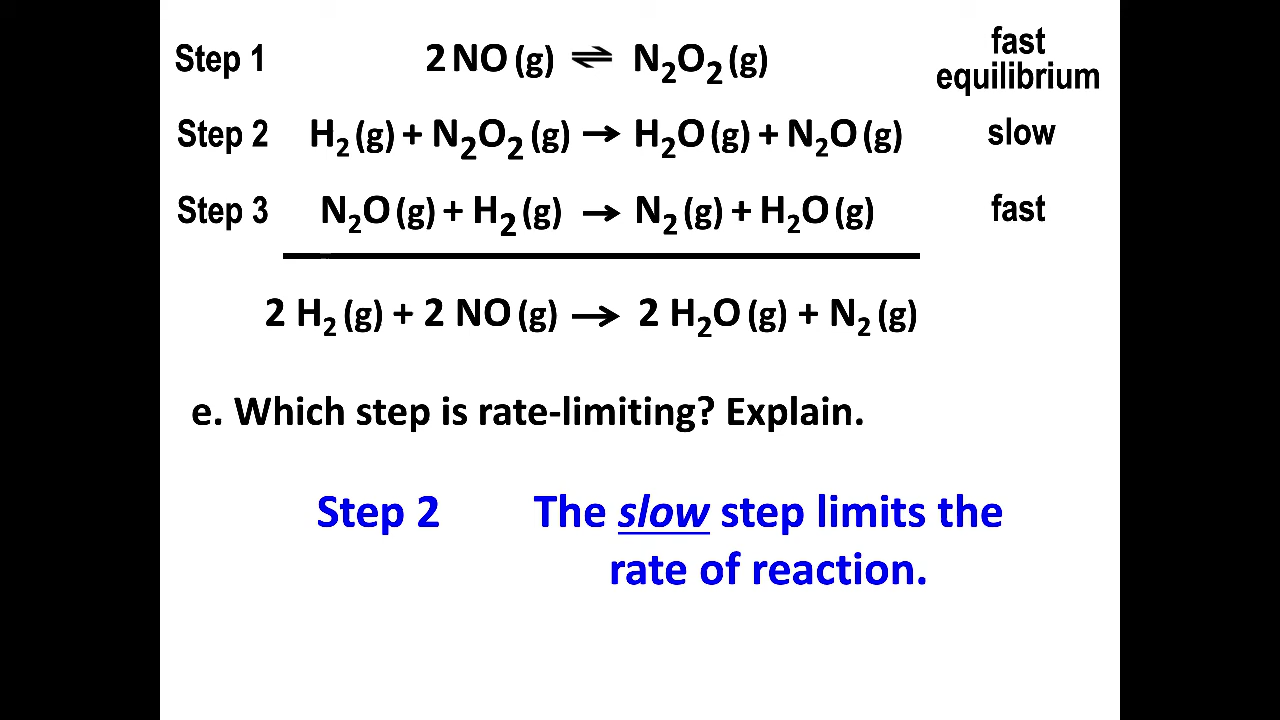 Step 1 2 NO (g) ⇌ N₂O₂ (g) fast equilibrium
Step 2 H₂ (g) + N₂O₂ (g) → H₂O (g) + N₂O (g) slow
Step 3 N₂O (g) + H₂ (g) → N₂ (g) + H₂O (g) fast
2 H₂ (g) + 2 NO (g) → 2 H₂O (g) + N₂ (g)
e. Which step is rate-limiting? Explain.
Step 2 The slow step limits the
rate of reaction.